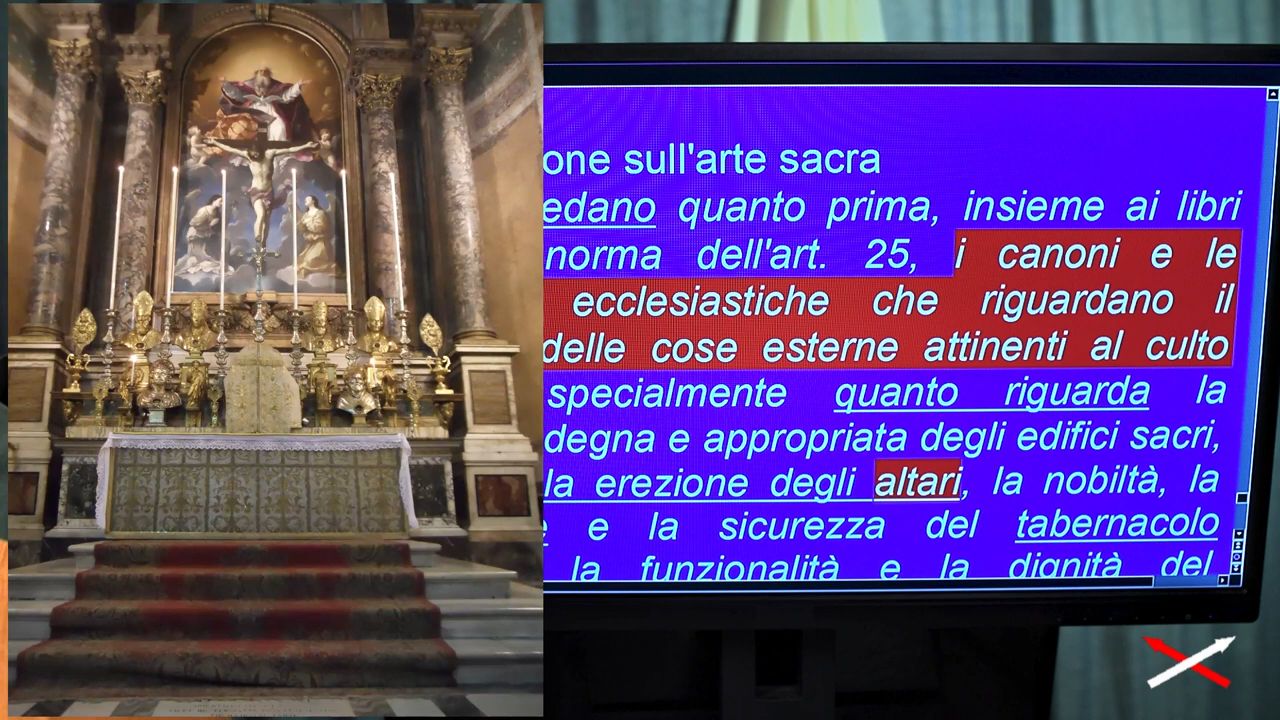 one sull'arte sacra
edano quanto prima, insieme ai libri
norma dell'art. 25, i canoni e le
ecclesiastiche che riguardano il
delle cose esterne attinenti al culto
specialmente quanto riguarda la
degna e appropriata degli edifici sacri,
la erezione degli altari, la nobiltà, la
e la sicurezza del tabernacolo
la funzionalità e la dignità del